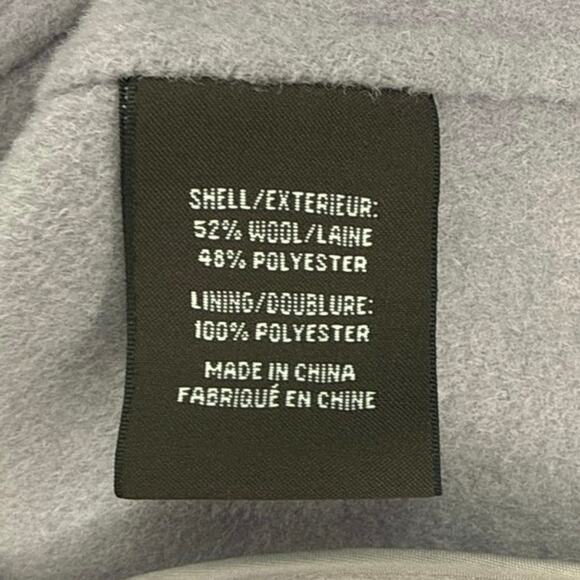 SHELL/EXTERIEUR:
52% WOOL/LAINE
48% POLYESTER
LINING/DOUBLURE:
100% POLYESTER
MADE IN CHINA
FABRIQUÉ EN CHINE